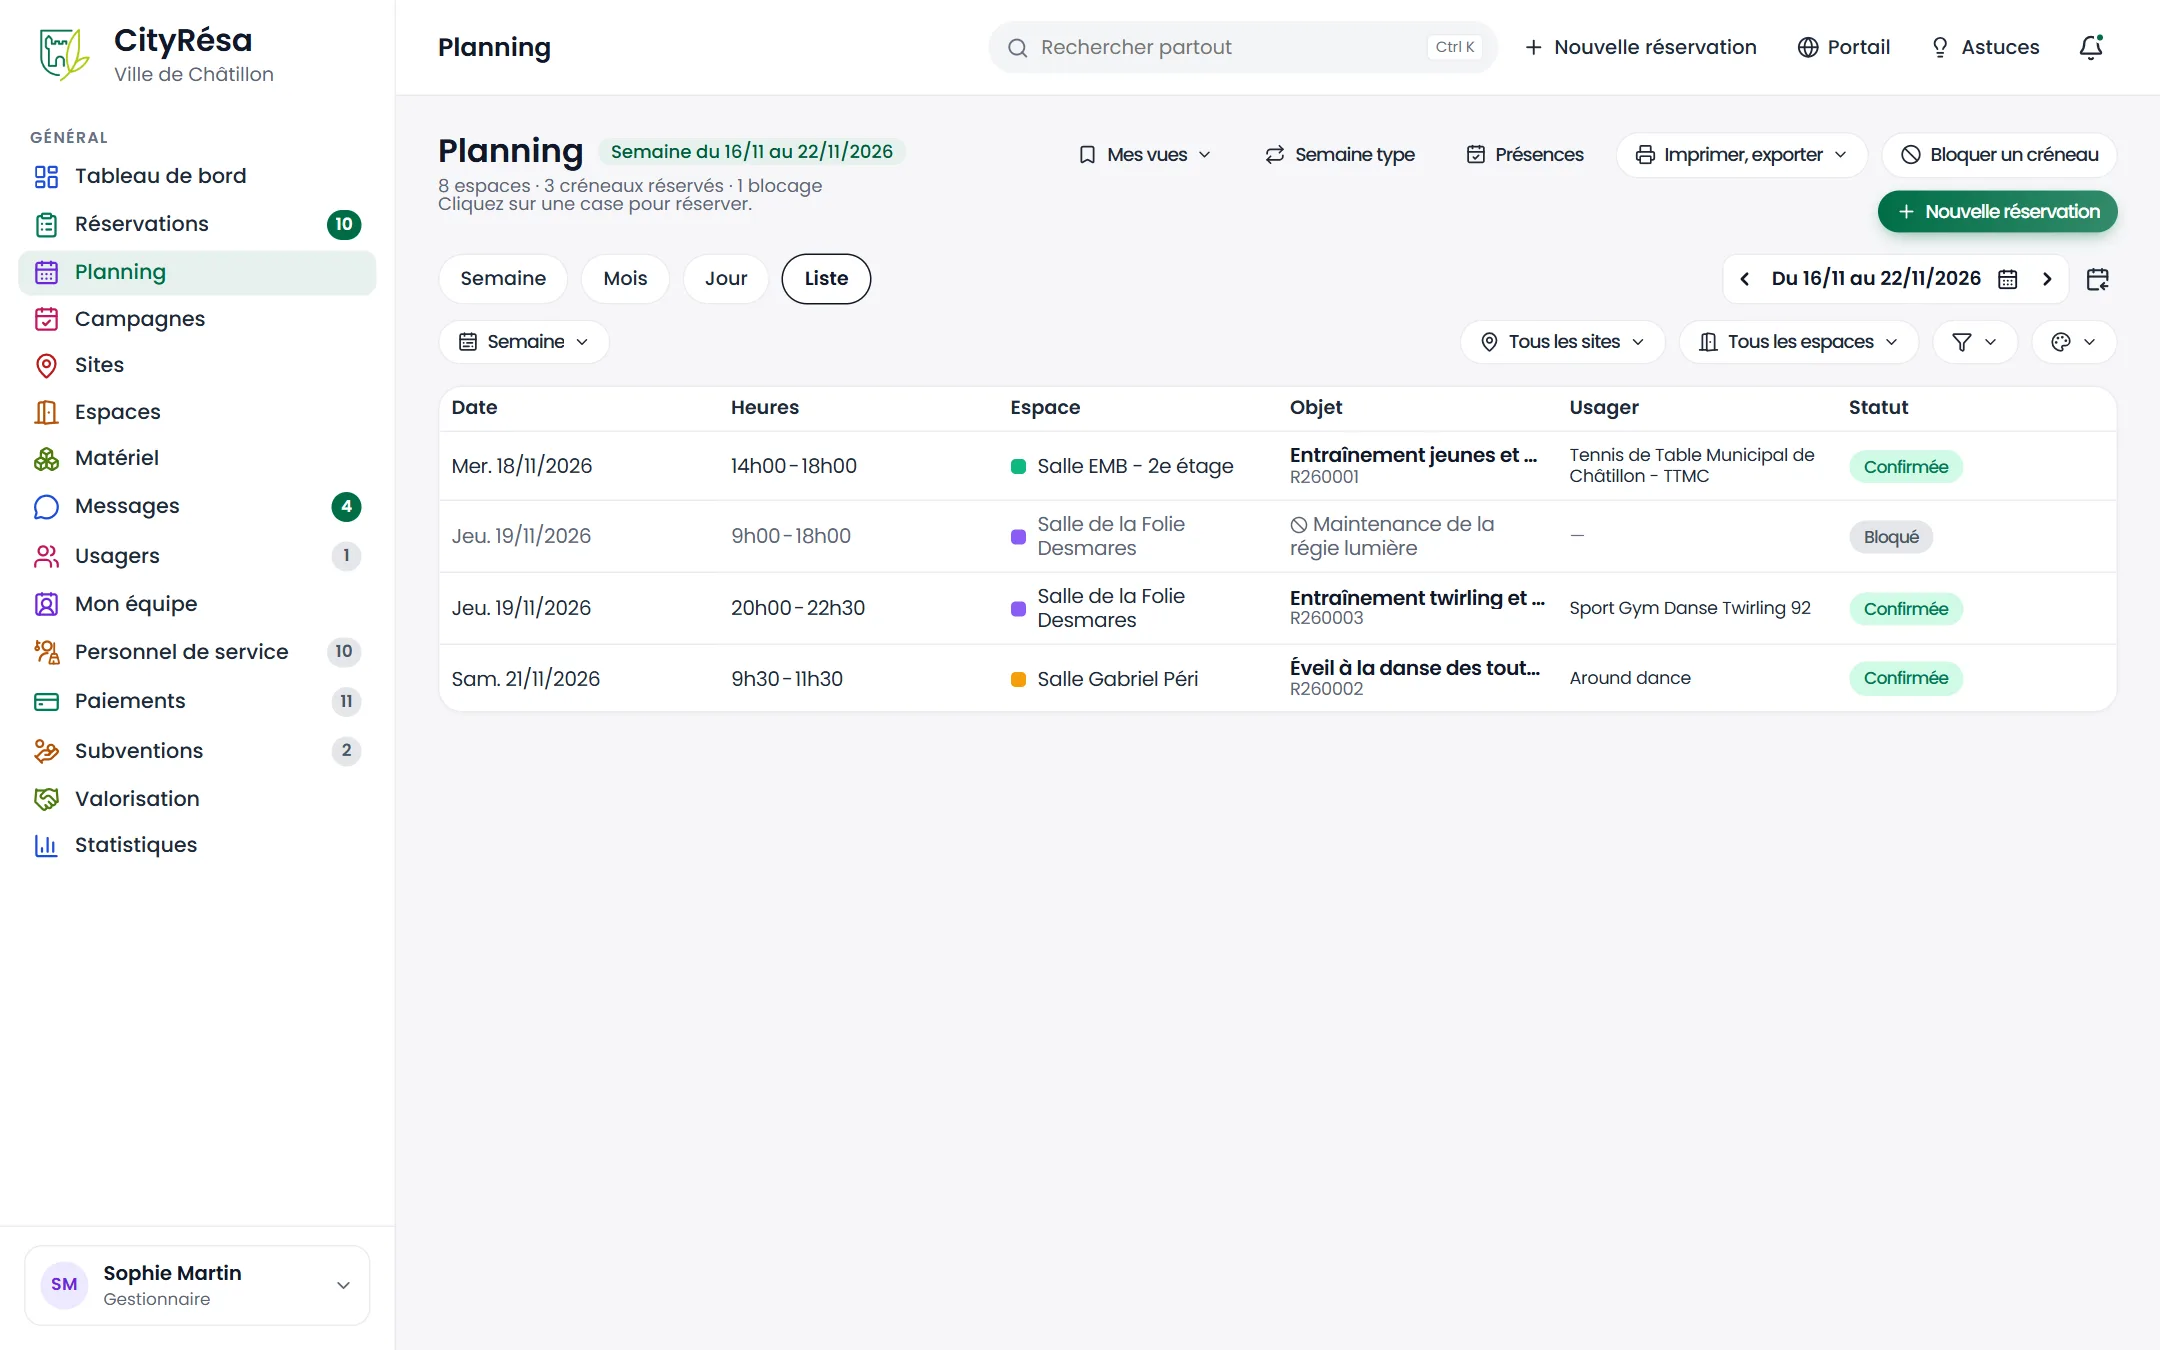 CityRésa
Ville de Châtillon
GÉNÉRAL
Tableau de bord
Réservations 10
Planning
Campagnes
Sites
Espaces
Matériel
Messages 4
Usagers 1
Mon équipe
Personnel de service 10
Paiements 11
Subventions 2
Valorisation
Statistiques
SM
Sophie Martin
Gestionnaire
Planning
Rechercher partout Ctrl K
Nouvelle réservation
Portail
Astuces
Planning Semaine du 16/11 au 22/11/2026
8 espaces · 3 créneaux réservés · 1 blocage
Cliquez sur une case pour réserver.
Mes vues
Semaine type
Présences
Imprimer, exporter
Bloquer un créneau
+ Nouvelle réservation
Semaine
Mois
Jour
Liste
Du 16/11 au 22/11/2026
Semaine
Tous les sites
Tous les espaces
Date Heures Espace Objet Usager Statut
Mer. 18/11/2026 14h00-18h00 Salle EMB - 2e étage Entraînement jeunes et ...
R260001
Tennis de Table Municipal de
Châtillon - TTMC
Confirmée
Jeu. 19/11/2026 9h00-18h00 Salle de la Folie
Desmares
Maintenance de la
régie lumière
—
Bloqué
Jeu. 19/11/2026 20h00-22h30 Salle de la Folie
Desmares
Entraînement twirling et ...
R260003
Sport Gym Danse Twirling 92
Confirmée
Sam. 21/11/2026 9h30-11h30 Salle Gabriel Péri Éveil à la danse des tout...
R260002
Around dance
Confirmée